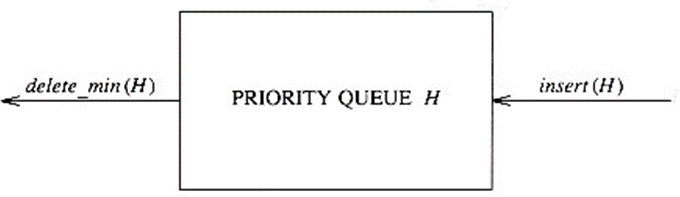 delete_min(H)
PRIORITY QUEUE H
insert(H)